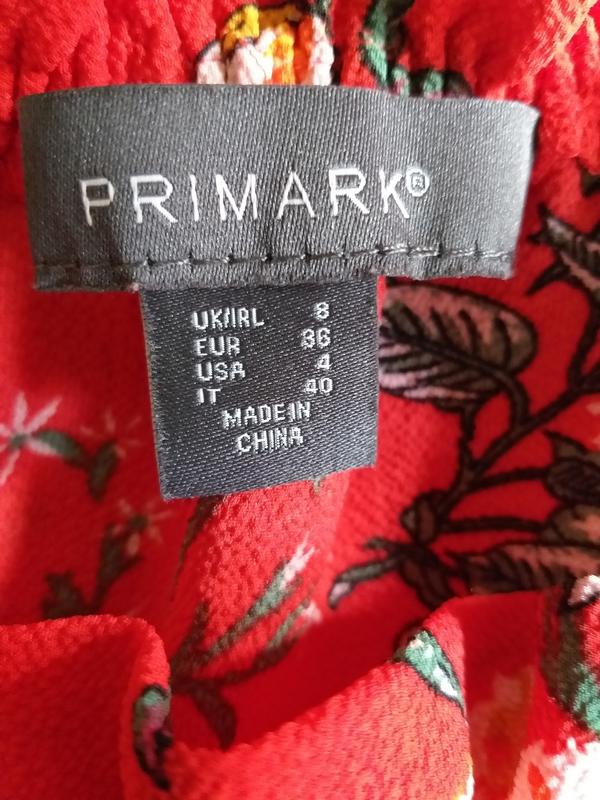 PRIMARK®
UK/IRL 8
EUR 36
USA 4
IT 40
MADE IN
CHINA